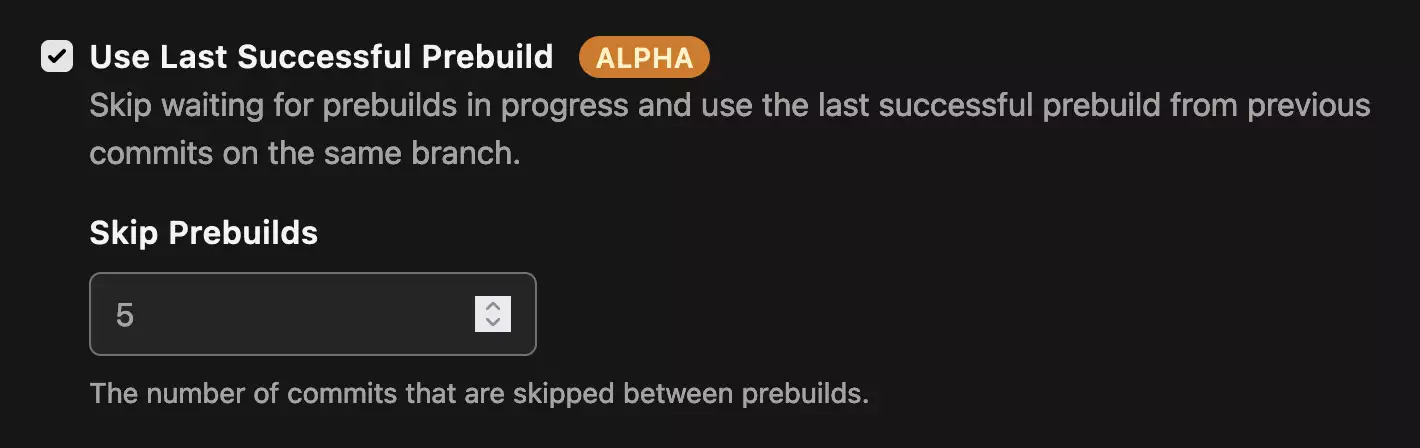 Use Last Successful Prebuild ALPHA
Skip waiting for prebuilds in progress and use the last successful prebuild from previous
commits on the same branch.
Skip Prebuilds
5
The number of commits that are skipped between prebuilds.